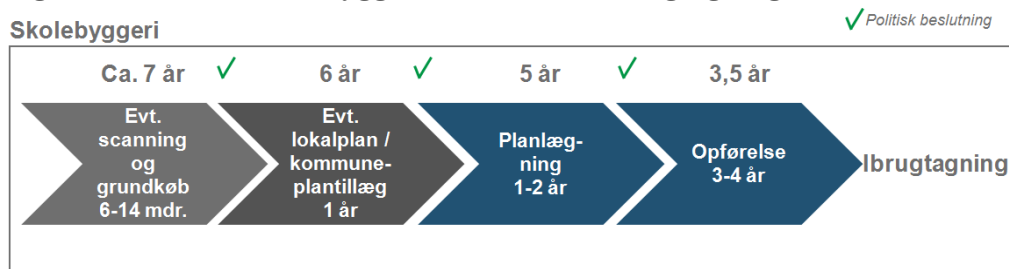 Skolebyggeri
Politisk beslutning
Ca. 7 år
6 år
5 år
3,5 år
Evt.
scanning
og
grundkøb
6-14 mdr.
Evt.
lokalplan /
kommune-
plantillæg
1 år
Planlæg-
ning
1-2 år
Opførelse
3-4 år
Ibrugtagning